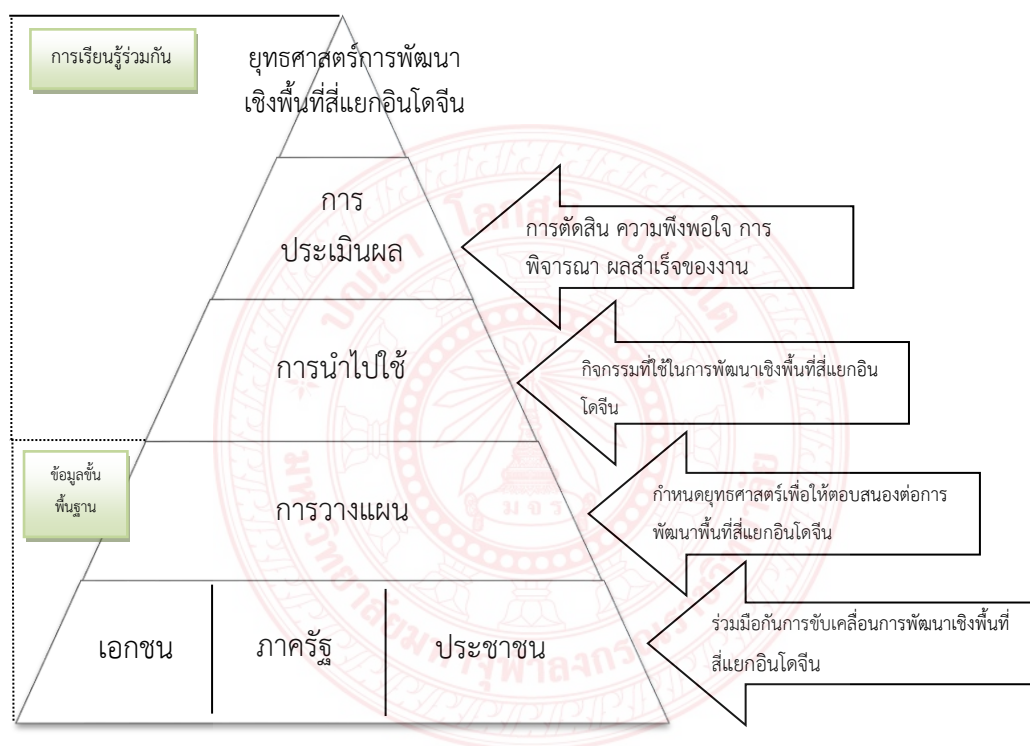 การเรียนรู้ร่วมกัน
ยุทธศาสตร์การพัฒนา
เชิงพื้นที่สี่แยกอินโดจีน
การ
ประเมินผล
การตัดสิน ความพึงพอใจ การ
พิจารณา ผลสำเร็จของงาน
การนำไปใช้
กิจกรรมที่ใช้ในการพัฒนาเชิงพื้นที่สี่แยกอิน
โดจีน
ข้อมูลขั้น
พื้นฐาน
การวางแผน
กำหนดยุทธศาสตร์เพื่อให้ตอบสนองต่อการ
พัฒนาพื้นที่สี่แยกอินโดจีน
เอกชน
ภาครัฐ
ประชาชน
ร่วมมือกันการขับเคลื่อนการพัฒนาเชิงพื้นที่
สี่แยกอินโดจีน